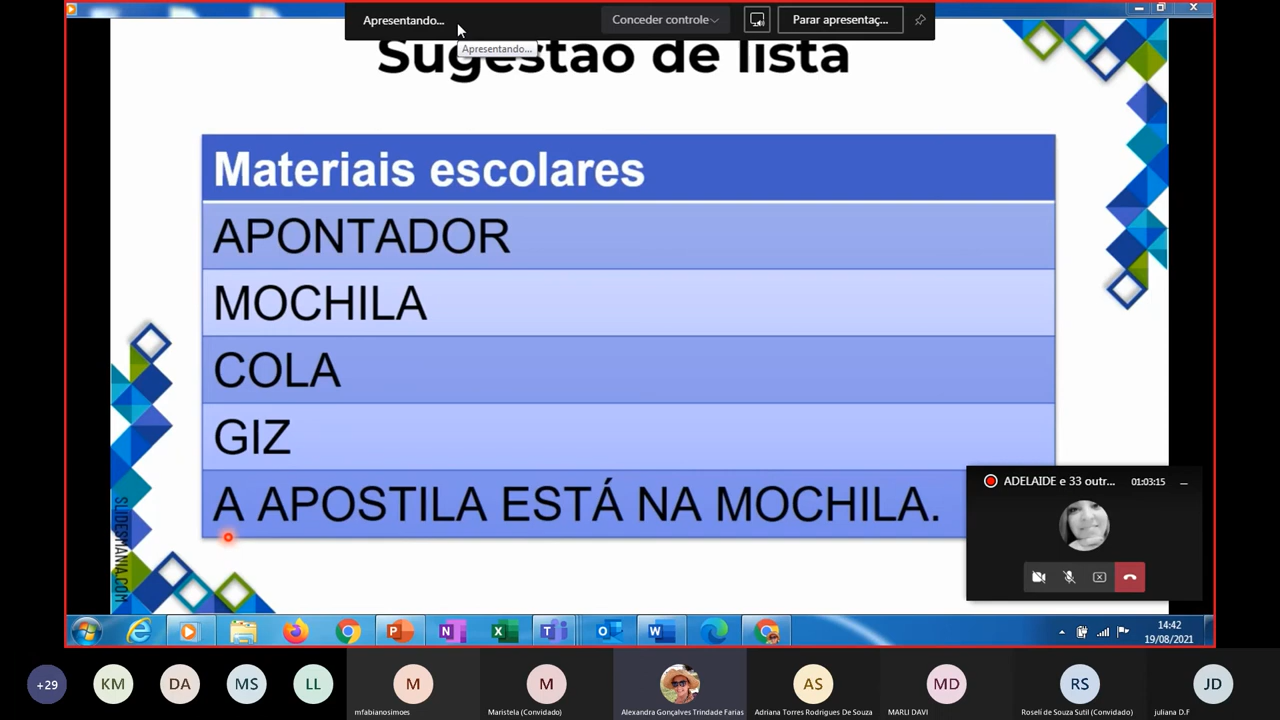 Apresentando...
Conceder controle
Parar apresentaç...
Apresentando...
Sugestão de lista
Materiais escolares
APONTADOR
MOCHILA
COLA
GIZ
A APOSTILA ESTÁ NA MOCHILA.
ADELAIDE e 33 outr...
01:03:15
SLIDESMANIA.COM
14:42
19/08/2021
+29
KM
DA
MS
LL
M
M
AS
MD
RS
JD
mfabianosimoes
Maristela (Convidado)
Alexandra Gonçalves Trindade Farias
Adriana Torres Rodrigues De Souza
MARLI DAVI
Roseli de Souza Sutil (Convidado)
juliana D.F